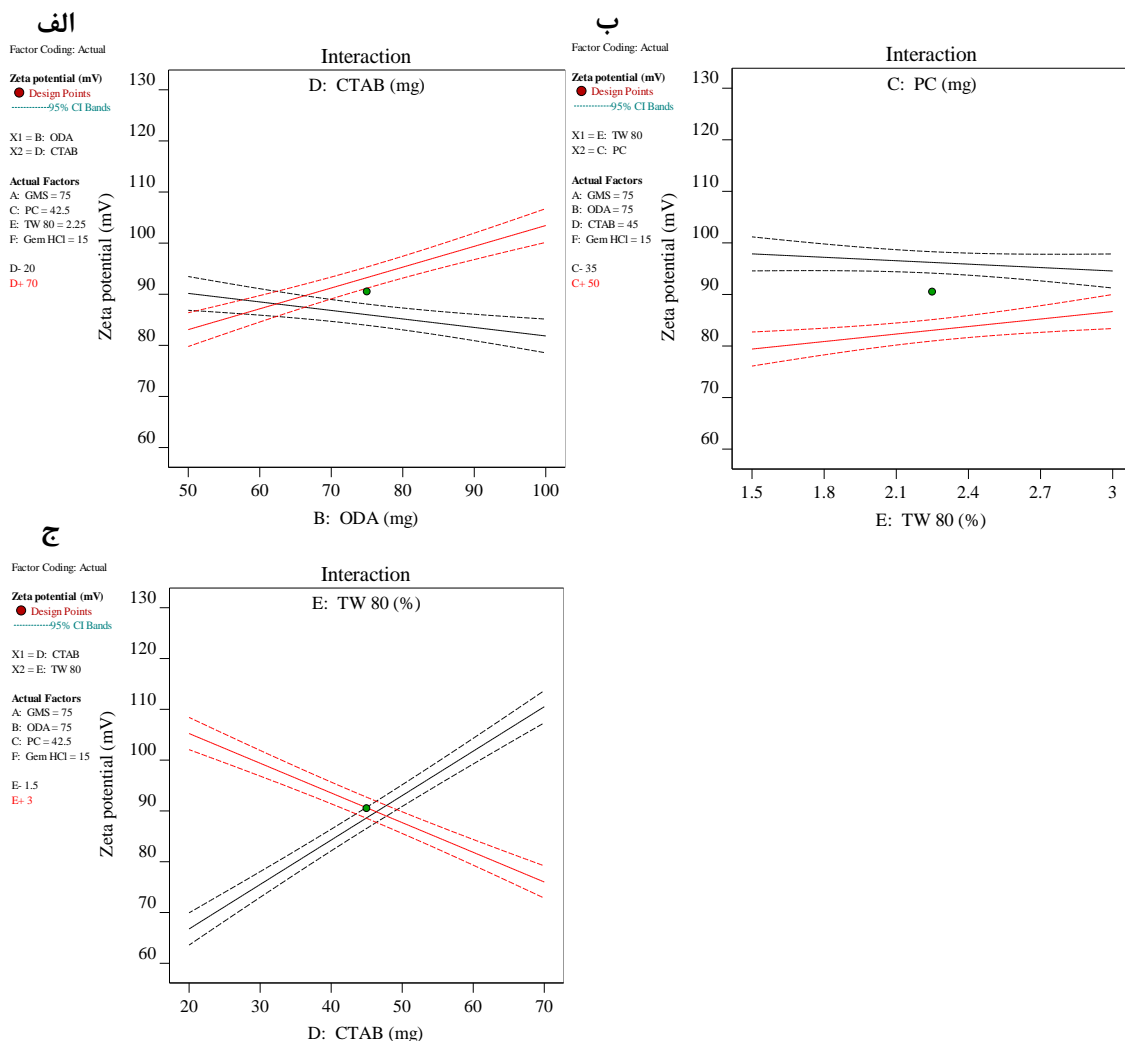 الف
Factor Coding: Actual
Zeta potential (mV)
Design Points
95% CI Bands
X1 = B: ODA
X2 = D: CTAB
Actual Factors
A: GMS = 75
C: PC = 42.5
E: TW 80 = 2.25
F: Gem HCl = 15
D- 20
D+ 70
Interaction
D: CTAB (mg)
Zeta potential (mV)
130
120
110
100
90
80
70
60
50 60 70 80 90 100
B: ODA (mg)
ب
Factor Coding: Actual
Zeta potential (mV)
Design Points
95% CI Bands
X1 = E: TW 80
X2 = C: PC
Actual Factors
A: GMS = 75
B: ODA = 75
D: CTAB = 45
F: Gem HCl = 15
C- 35
C+ 50
Interaction
C: PC (mg)
Zeta potential (mV)
130
120
110
100
90
80
70
60
1.5 1.8 2.1 2.4 2.7 3
E: TW 80 (%)
ج
Factor Coding: Actual
Zeta potential (mV)
Design Points
95% CI Bands
X1 = D: CTAB
X2 = E: TW 80
Actual Factors
A: GMS = 75
B: ODA = 75
C: PC = 42.5
F: Gem HCl = 15
E- 1.5
E+ 3
Interaction
E: TW 80 (%)
Zeta potential (mV)
130
120
110
100
90
80
70
60
20 30 40 50 60 70
D: CTAB (mg)